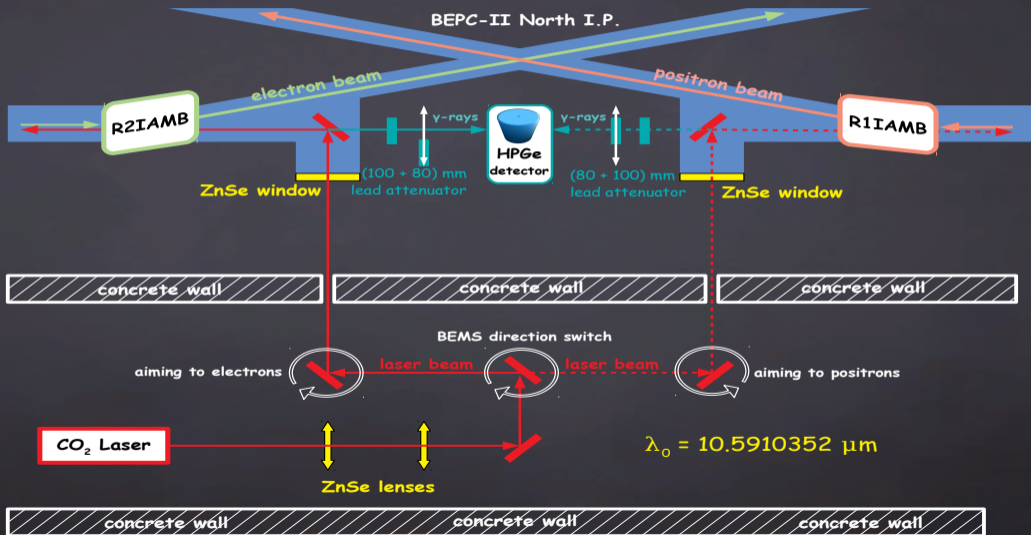 BEPC-II North I.P.
electron beam
positron beam
R2IAMB
R1IAMB
γ-rays
γ-rays
HPGe
detector
(100 + 80) mm
lead attenuator
(80 + 100) mm
lead attenuator
ZnSe window
ZnSe window
concrete wall
concrete wall
concrete wall
BEMS direction switch
aiming to electrons
laser beam
laser beam
aiming to positrons
CO₂ Laser
λ₀ = 10.5910352 μm
ZnSe lenses
concrete wall
concrete wall
concrete wall